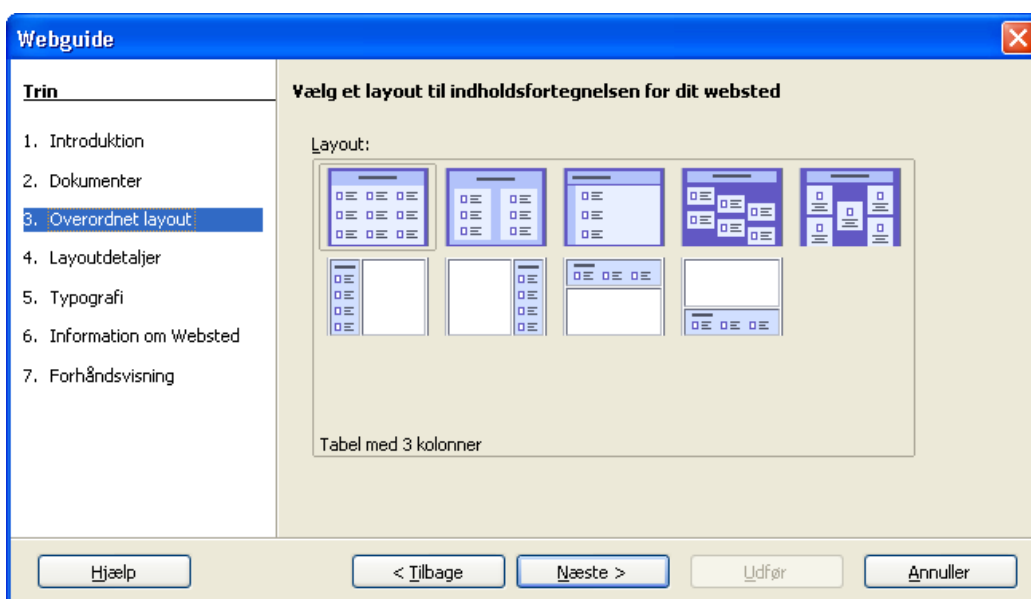 Webguide
Trin
1. Introduktion
2. Dokumenter
3. Overordnet layout
4. Layoutdetaljer
5. Typografi
6. Information om Websted
7. Forhåndsvisning
Vælg et layout til indholdsfortegnelsen for dit websted
Layout:
Tabel med 3 kolonner
Hjælp
< Tilbage
Næste >
Udfør
Annuller